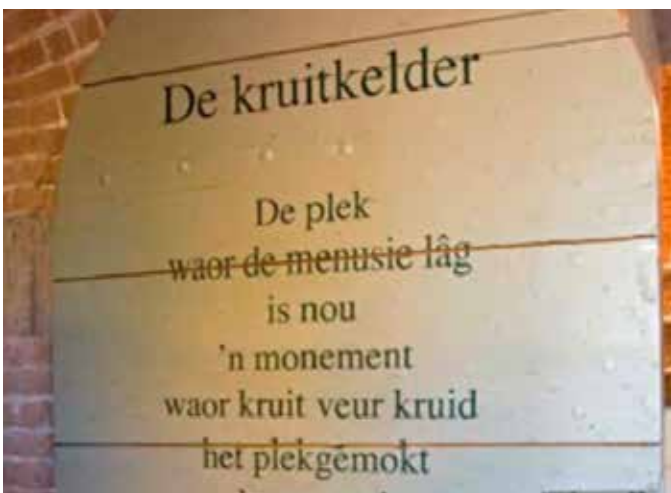 De kruitkelder
De plek
waor de menusie lâg
is nou
'n monement
waor kruit veur kruid
het plekgemokt